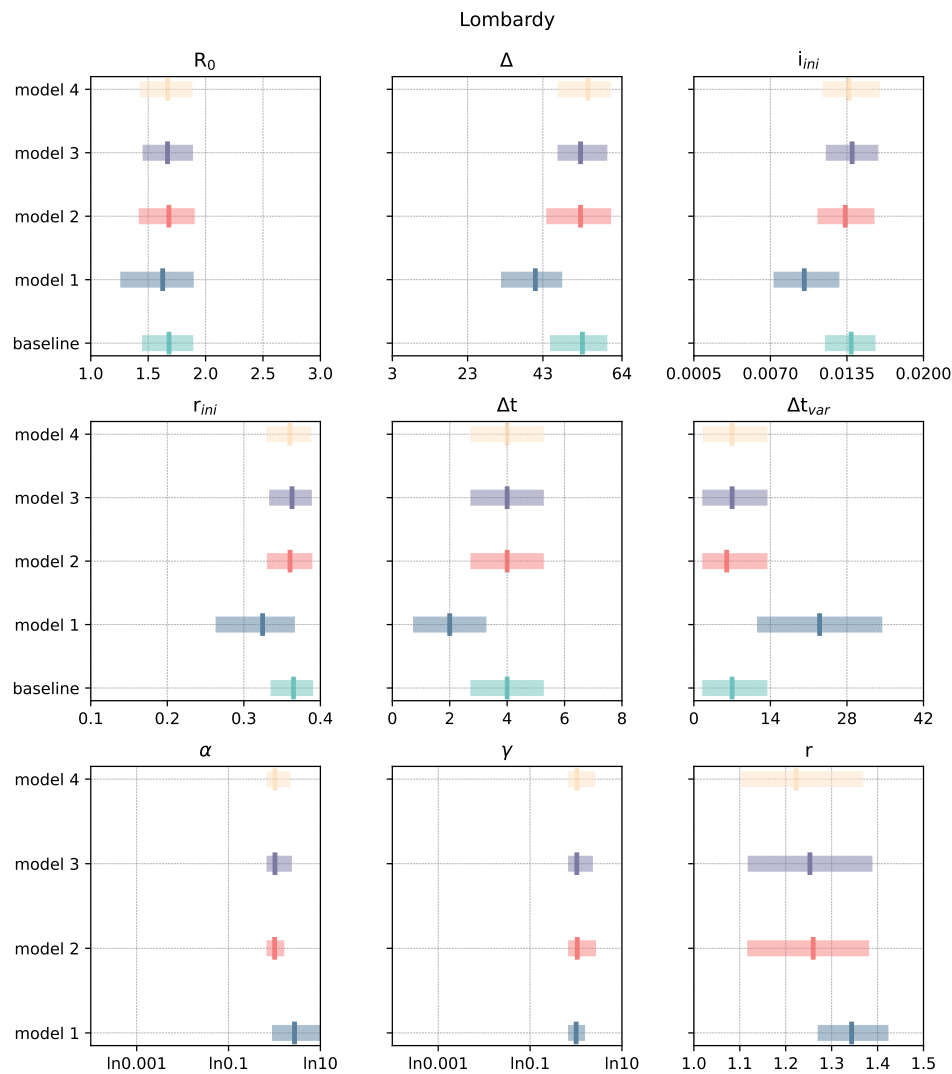 Lombardy
R₀ Δ i_ini
model 4
model 3
model 2
model 1
baseline
1.0 1.5 2.0 2.5 3.0 3 23 43 64 0.0005 0.0070 0.0135 0.0200
r_ini Δt Δt_var
model 4
model 3
model 2
model 1
baseline
0.1 0.2 0.3 0.4 0 2 4 6 8 0 14 28 42
α γ r
model 4
model 3
model 2
model 1
ln0.001 ln0.1 ln10 ln0.001 ln0.1 ln10 1.0 1.1 1.2 1.3 1.4 1.5